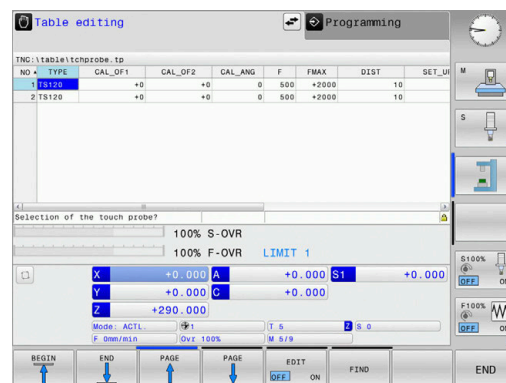 Table editing
Programming
TNC:\table\tchprobe.tp
NO TYPE CAL_OF1 CAL_OF2 CAL_ANG F FMAX DIST
1 TS120 +0 +0 0 500 +2000 10
2 TS120 +0 +0 0 500 +2000 10
Selection of the touch probe?
100% S-OVR
100% F-OVR LIMIT 1
X +0.000 A +0.000 S1 +0.000
Y +0.000 C +0.000
Z +290.000
Mode: ACTL. 1 T 5 Z S 0
F 0mm/min Ovr 100% M 5/9
M
S
S100%
OFF
F100%
OFF
BEGIN END PAGE PAGE EDIT FIND END
OFF ON